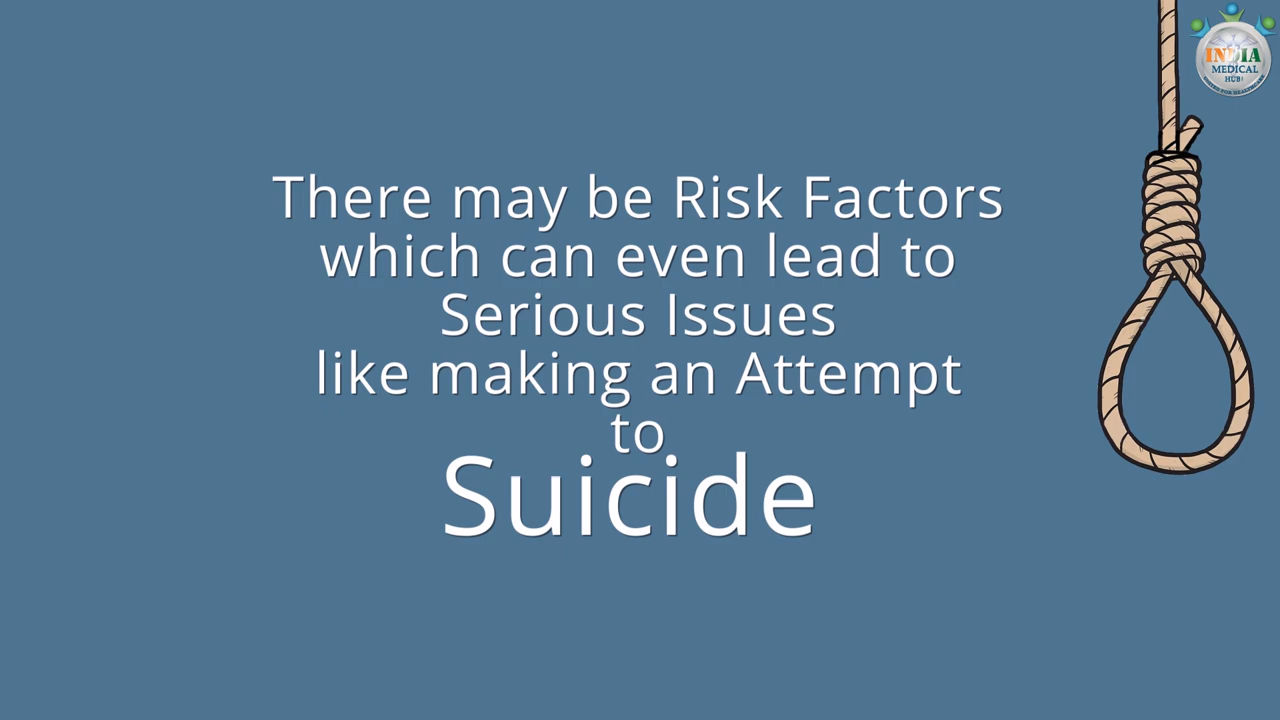 There may be Risk Factors
which can even lead to
Serious Issues
like making an Attempt
to
Suicide
INDIA
MEDICAL
HUB